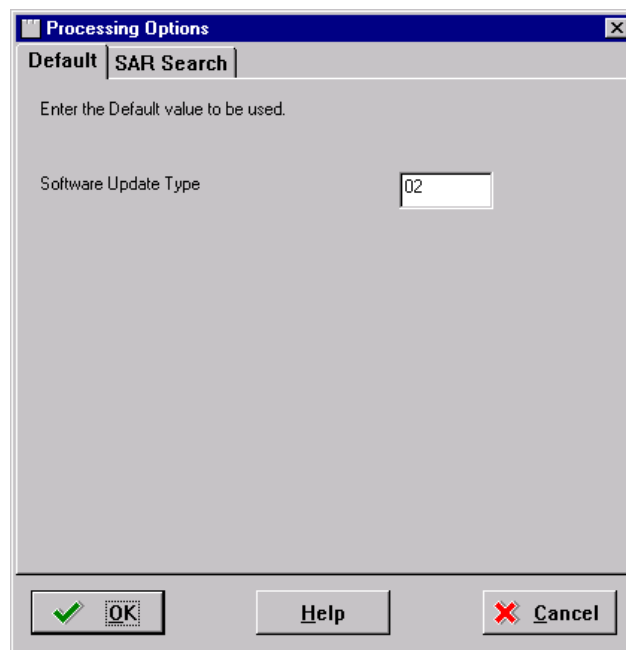 Processing Options
Default SAR Search
Enter the Default value to be used.
Software Update Type 02
OK Help Cancel